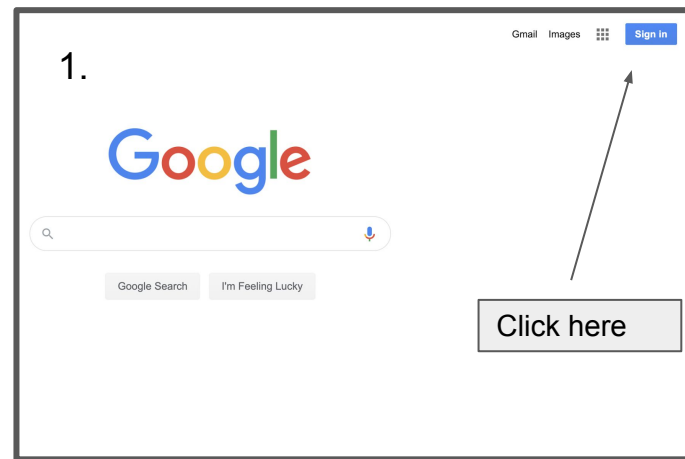 Gmail Images Sign in
1.
Google
Google Search I'm Feeling Lucky
Click here